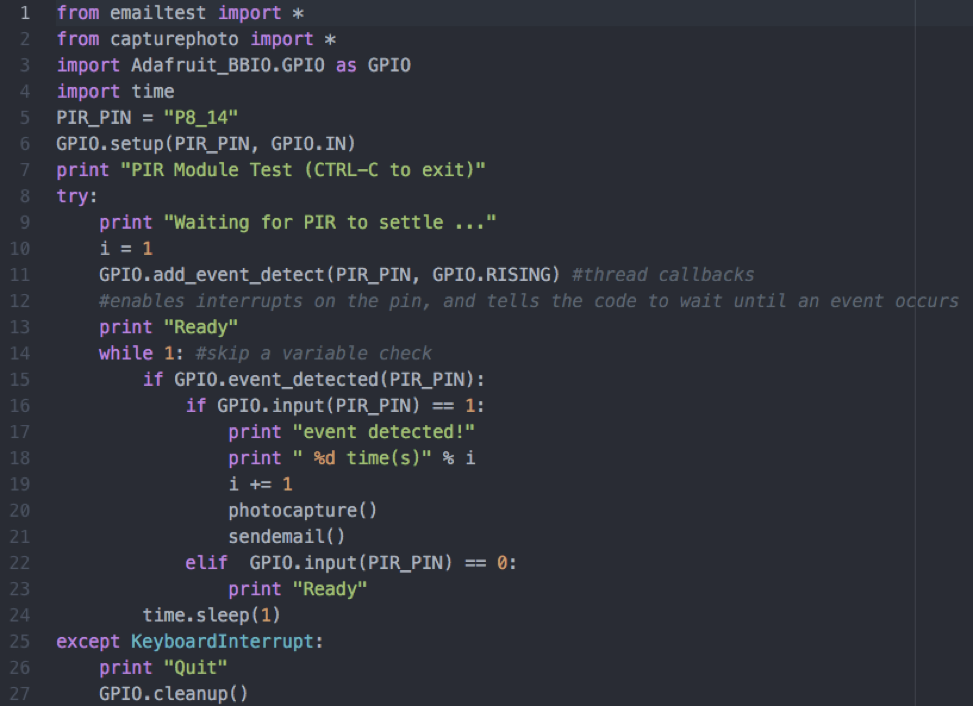 1 from emailtest import *
2 from capturephoto import *
3 import Adafruit_BBIO.GPIO as GPIO
4 import time
5 PIR_PIN = "P8_14"
6 GPIO.setup(PIR_PIN, GPIO.IN)
7 print "PIR Module Test (CTRL-C to exit)"
8 try:
9     print "Waiting for PIR to settle ..."
10     i = 1
11     GPIO.add_event_detect(PIR_PIN, GPIO.RISING) #thread callbacks
12     #enables interrupts on the pin, and tells the code to wait until an event occurs
13     print "Ready"
14     while 1: #skip a variable check
15         if GPIO.event_detected(PIR_PIN):
16             if GPIO.input(PIR_PIN) == 1:
17                 print "event detected!"
18                 print " %d time(s)" % i
19                 i += 1
20                 photocapture()
21                 sendemail()
22             elif  GPIO.input(PIR_PIN) == 0:
23                 print "Ready"
24         time.sleep(1)
25 except KeyboardInterrupt:
26     print "Quit"
27     GPIO.cleanup()